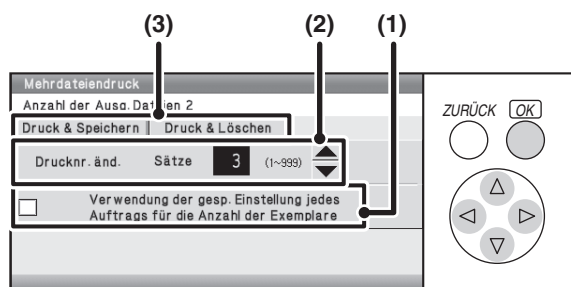 (3) (2) (1)
Mehrdateiendruck
Anzahl der Ausg. Dateien 2
Druck & Speichern Druck & Löschen
Drucknr. änd. Sätze 3 (1~999)
Verwendung der gesp. Einstellung jedes
Auftrags für die Anzahl der Exemplare
ZURÜCK OK